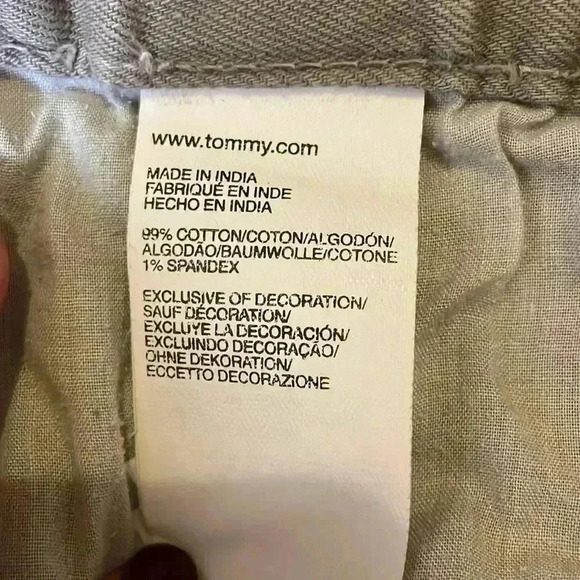 www.tommy.com
MADE IN INDIA
FABRIQUÉ EN INDE
HECHO EN INDIA
99% COTTON/COTON/ALGODÓN/
ALGODÃO/BAUMWOLLE/COTONE
1% SPANDEX
EXCLUSIVE OF DECORATION/
SAUF DÉCORATION/
EXCLUYE LA DECORACIÓN/
EXCLUINDO DECORAÇÃO/
OHNE DEKORATION/
ECCETTO DECORAZIONE